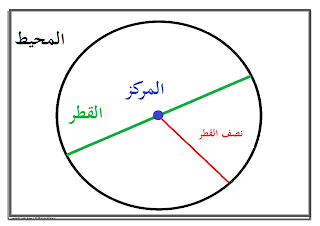 المحيط
المركز
القطر
نصف القطر